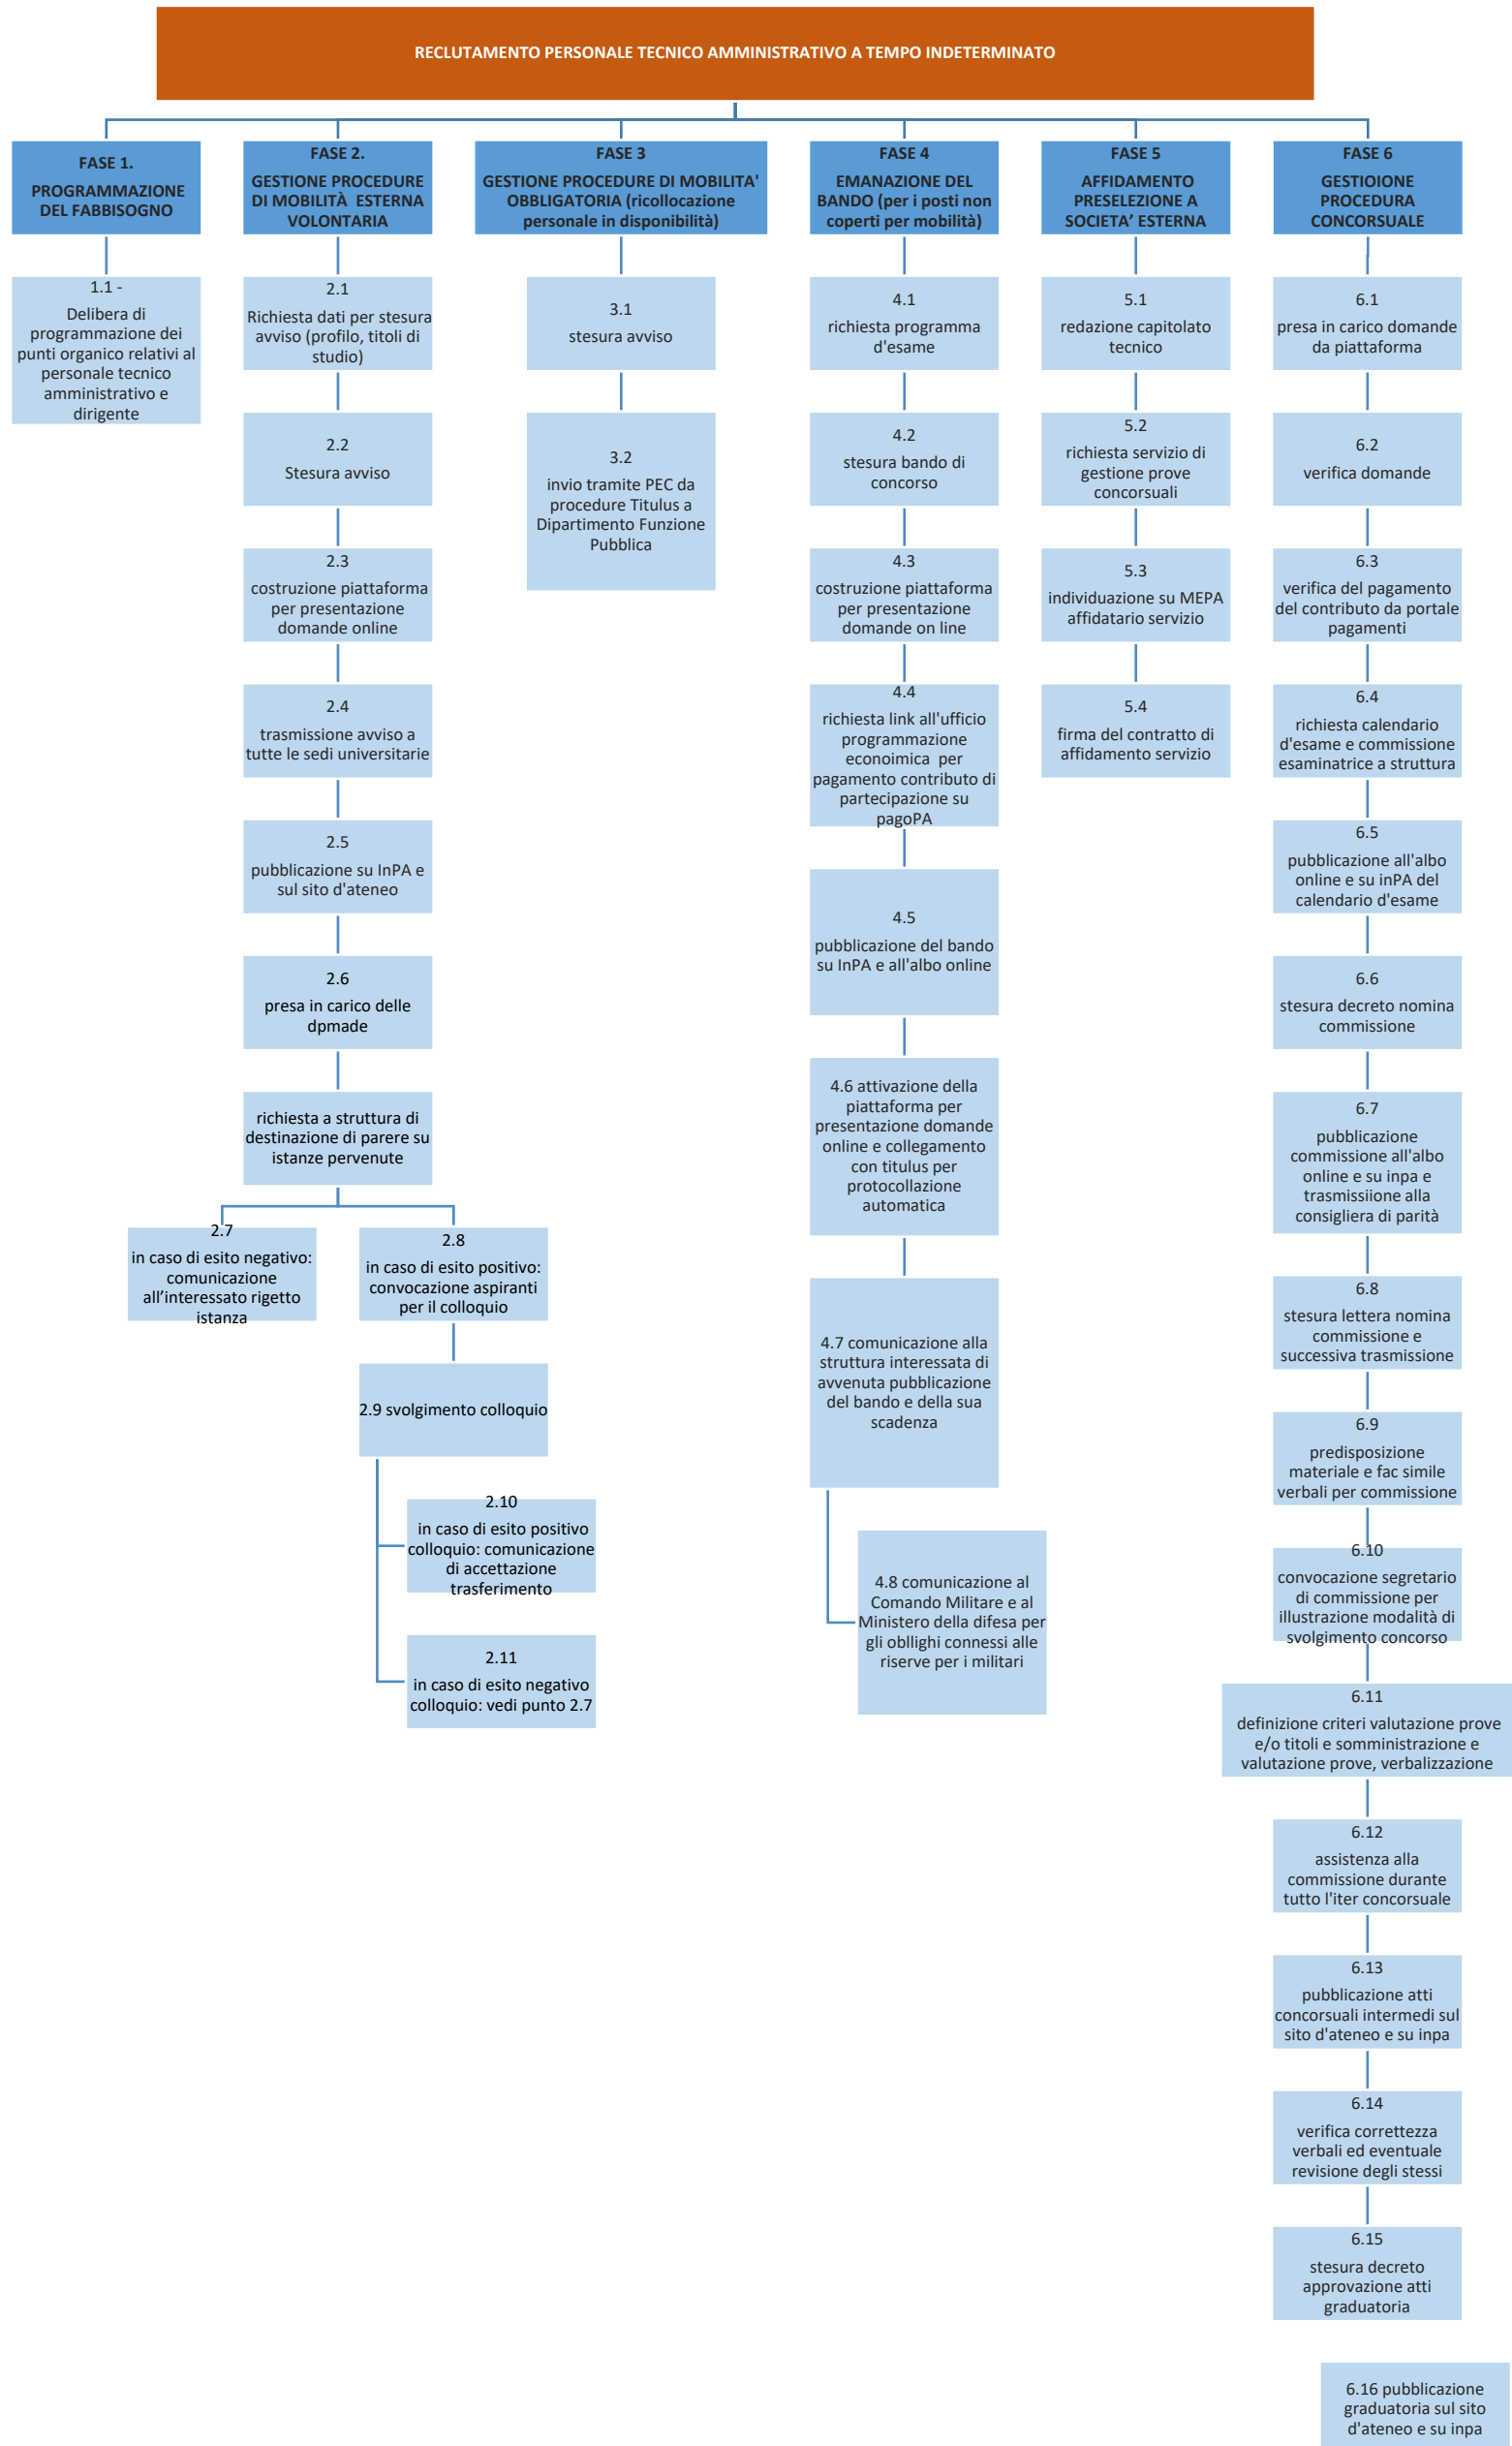 RECLUTAMENTO PERSONALE TECNICO AMMINISTRATIVO A TEMPO INDETERMINATO
FASE 1.
PROGRAMMAZIONE
DEL FABBISOGNO
1.1 -
Delibera di
programmazione dei
punti organico relativi al
personale tecnico
amministrativo e
dirigente
FASE 2.
GESTIONE PROCEDURE
DI MOBILITÀ  ESTERNA
VOLONTARIA
2.1
Richiesta dati per stesura
avviso (profilo, titoli di
studio)
2.2
Stesura avviso
2.3
costruzione piattaforma
per presentazione
domande online
2.4
trasmissione avviso a
tutte le sedi universitarie
2.5
pubblicazione su InPA e
sul sito d'ateneo
2.6
presa in carico delle
dpmade
richiesta a struttura di
destinazione di parere su
istanze pervenute
2.7
in caso di esito negativo:
comunicazione
all’interessato rigetto
istanza
2.8
in caso di esito positivo:
convocazione aspiranti
per il colloquio
2.9 svolgimento colloquio
2.10
in caso di esito positivo
colloquio: comunicazione
di accettazione
trasferimento
2.11
in caso di esito negativo
colloquio: vedi punto 2.7
FASE 3
GESTIONE PROCEDURE DI MOBILITA'
OBBLIGATORIA (ricollocazione
personale in disponibilità)
3.1
stesura avviso
3.2
invio tramite PEC da
procedure Titulus a
Dipartimento Funzione
Pubblica
FASE 4
EMANAZIONE DEL
BANDO (per i posti non
coperti per mobilità)
4.1
richiesta programma
d'esame
4.2
stesura bando di
concorso
4.3
costruzione piattaforma
per presentazione
domande on line
4.4
richiesta link all'ufficio
programmazione
econoimica  per
pagamento contributo di
partecipazione su
pagoPA
4.5
pubblicazione del bando
su InPA e all'albo online
4.6 attivazione della
piattaforma per
presentazione domande
online e collegamento
con titulus per
protocollazione
automatica
4.7 comunicazione alla
struttura interessata di
avvenuta pubblicazione
del bando e della sua
scadenza
4.8 comunicazione al
Comando Militare e al
Ministero della difesa per
gli obllighi connessi alle
riserve per i militari
FASE 5
AFFIDAMENTO
PRESELEZIONE A
SOCIETA’ ESTERNA
5.1
redazione capitolato
tecnico
5.2
richiesta servizio di
gestione prove
concorsuali
5.3
individuazione su MEPA
affidatario servizio
5.4
firma del contratto di
affidamento servizio
FASE 6
GESTIOIONE
PROCEDURA
CONCORSUALE
6.1
presa in carico domande
da piattaforma
6.2
verifica domande
6.3
verifica del pagamento
del contributo da portale
pagamenti
6.4
richiesta calendario
d'esame e commissione
esaminatrice a struttura
6.5
pubblicazione all'albo
online e su inPA del
calendario d'esame
6.6
stesura decreto nomina
commissione
6.7
pubblicazione
commissione all'albo
online e su inpa e
trasmissiione alla
consigliera di parità
6.8
stesura lettera nomina
commissione e
successiva trasmissione
6.9
predisposizione
materiale e fac simile
verbali per commissione
6.10
convocazione segretario
di commissione per
illustrazione modalità di
svolgimento concorso
6.11
definizione criteri valutazione prove
e/o titoli e somministrazione e
valutazione prove, verbalizzazione
6.12
assistenza alla
commissione durante
tutto l'iter concorsuale
6.13
pubblicazione atti
concorsuali intermedi sul
sito d'ateneo e su inpa
6.14
verifica correttezza
verbali ed eventuale
revisione degli stessi
6.15
stesura decreto
approvazione atti
graduatoria
6.16 pubblicazione
graduatoria sul sito
d'ateneo e su inpa